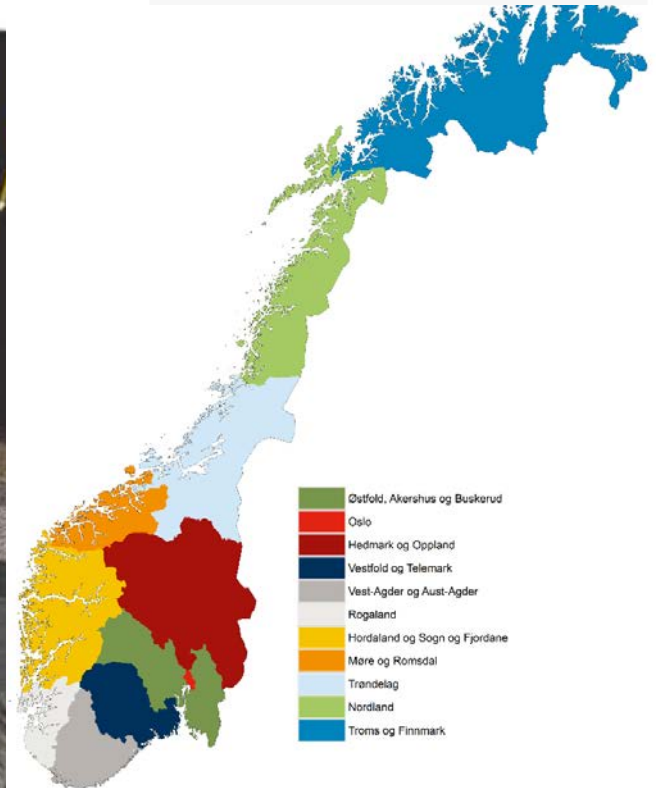 Østfold, Akershus og Buskerud
Oslo
Hedmark og Oppland
Vestfold og Telemark
Vest-Agder og Aust-Agder
Rogaland
Hordaland og Sogn og Fjordane
Møre og Romsdal
Trøndelag
Nordland
Troms og Finnmark